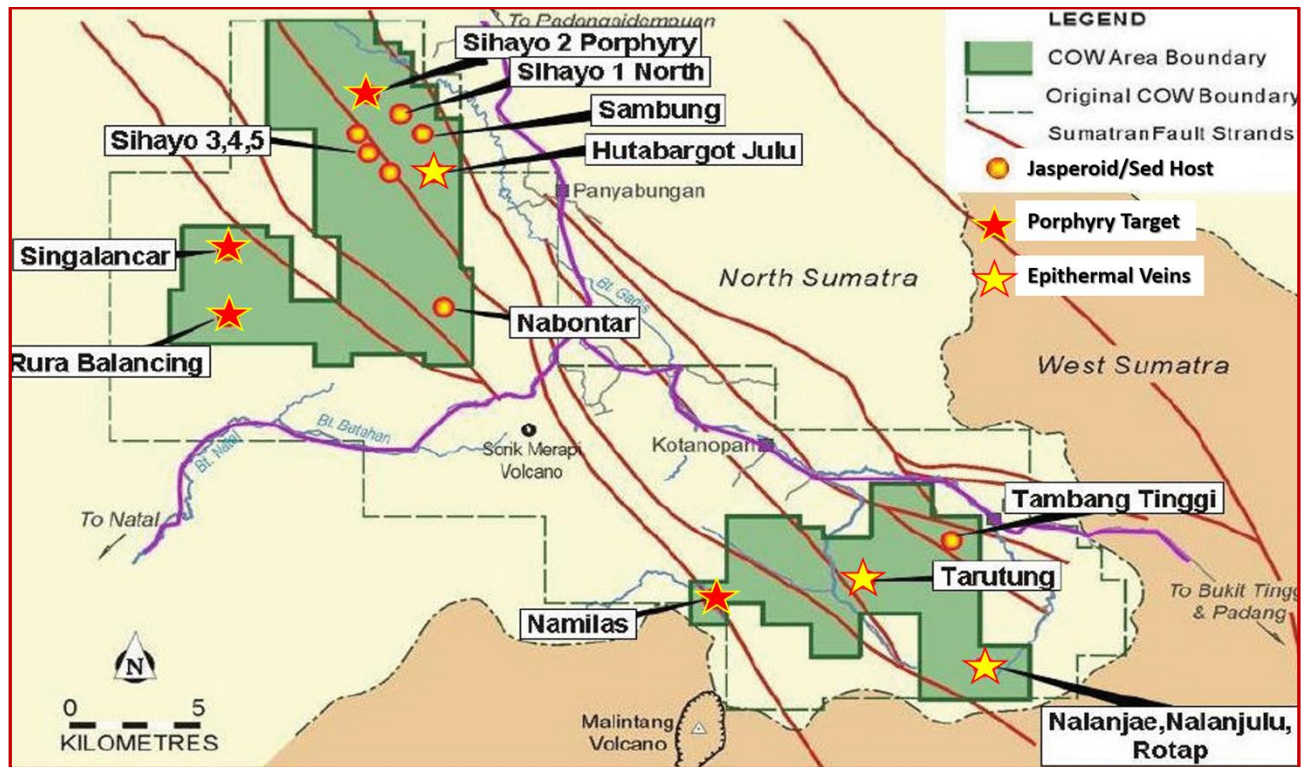 To Padangsidempuan
LEGEND
COW Area Boundary
Original COW Boundary
Sumatran Fault Strands
Jasperoid/Sed Host
Porphyry Target
Epithermal Veins
Sihayo 2 Porphyry
Sihayo 1 North
Sambung
Sihayo 3,4,5
Hutabargot Julu
Panyabungan
Singalancar
North Sumatra
Bt. Gadis
Nabontar
Rura Balancing
West Sumatra
Bt. Batahan
Bt. Natal
Sorik Merapi
Volcano
Kotanopan
To Natal
Tambang Tinggi
Tarutung
To Bukit Tingg
& Padang
Namilas
N
0 5
KILOMETRES
Malintang
Volcano
Nalanjae,Nalanjulu,
Rotap